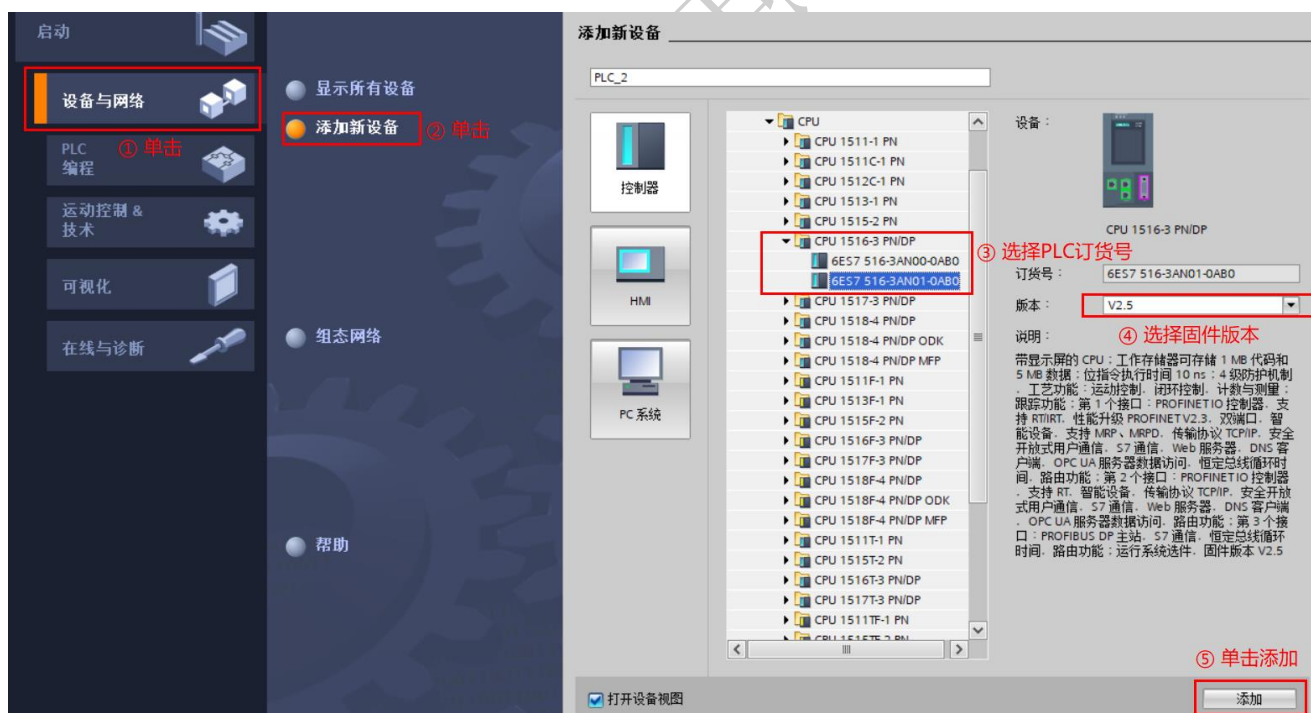 启动
设备与网络
① 单击
PLC
编程
运动控制 &
技术
可视化
在线与诊断
显示所有设备
添加新设备
② 单击
组态网络
帮助
添加新设备
PLC_2
控制器
HMI
PC 系统
CPU
CPU 1511-1 PN
CPU 1511C-1 PN
CPU 1512C-1 PN
CPU 1513-1 PN
CPU 1515-2 PN
CPU 1516-3 PN/DP
6ES7 516-3AN00-0AB0
6ES7 516-3AN01-0AB0
CPU 1517-3 PN/DP
CPU 1518-4 PN/DP
CPU 1518-4 PN/DP ODK
CPU 1518-4 PN/DP MFP
CPU 1511F-1 PN
CPU 1513F-1 PN
CPU 1515F-2 PN
CPU 1516F-3 PN/DP
CPU 1517F-3 PN/DP
CPU 1518F-4 PN/DP
CPU 1518F-4 PN/DP ODK
CPU 1518F-4 PN/DP MFP
CPU 1511T-1 PN
CPU 1515T-2 PN
CPU 1516T-3 PN/DP
CPU 1517T-3 PN/DP
CPU 1511TF-1 PN
CPU 1515TF-2 PN
设备：
CPU 1516-3 PN/DP
③ 选择PLC订货号
订货号： 6ES7 516-3AN01-0AB0
版本： V2.5
④ 选择固件版本
说明：
带显示屏的 CPU；工作存储器可存储 1 MB 代码和
5 MB 数据；位指令执行时间 10 ns；4 级防护机制
，工艺功能：运动控制，闭环控制，计数与测量；
跟踪功能；第 1 个接口：PROFINET IO 控制器，支
持 RT/IRT，性能升级 PROFINET V2.3，双端口，智
能设备，支持 MRP、MRPD，传输协议 TCP/IP，安全
开放式用户通信，S7 通信，Web 服务器，DNS 客
户端，OPC UA 服务器数据访问，恒定总线循环时
间，路由功能；第 2 个接口：PROFINET IO 控制器
，支持 RT，智能设备，传输协议 TCP/IP，安全开放
式用户通信，S7 通信，Web 服务器，DNS 客户端
，OPC UA 服务器数据访问，路由功能；第 3 个接
口：PROFIBUS DP 主站，S7 通信，恒定总线循环
时间，路由功能；运行系统选件，固件版本 V2.5
⑤ 单击添加
打开设备视图
添加